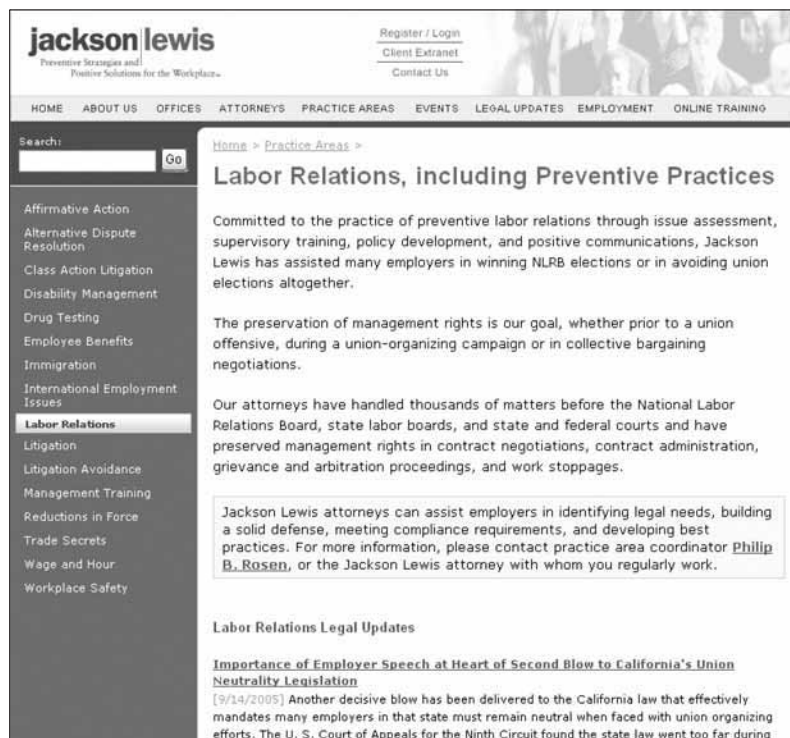 jackson lewis
Preventive Strategies and
Positive Solutions for the Workplace
Register / Login
Client Extranet
Contact Us
HOME ABOUT US OFFICES ATTORNEYS PRACTICE AREAS EVENTS LEGAL UPDATES EMPLOYMENT ONLINE TRAINING
Search:
Go
Affirmative Action
Alternative Dispute
Resolution
Class Action Litigation
Disability Management
Drug Testing
Employee Benefits
Immigration
International Employment
Issues
Labor Relations
Litigation
Litigation Avoidance
Management Training
Reductions in Force
Trade Secrets
Wage and Hour
Workplace Safety
Home > Practice Areas >
Labor Relations, including Preventive Practices
Committed to the practice of preventive labor relations through issue assessment,
supervisory training, policy development, and positive communications, Jackson
Lewis has assisted many employers in winning NLRB elections or in avoiding union
elections altogether.
The preservation of management rights is our goal, whether prior to a union
offensive, during a union-organizing campaign or in collective bargaining
negotiations.
Our attorneys have handled thousands of matters before the National Labor
Relations Board, state labor boards, and state and federal courts and have
preserved management rights in contract negotiations, contract administration,
grievance and arbitration proceedings, and work stoppages.
Jackson Lewis attorneys can assist employers in identifying legal needs, building
a solid defense, meeting compliance requirements, and developing best
practices. For more information, please contact practice area coordinator Philip
B. Rosen, or the Jackson Lewis attorney with whom you regularly work.
Labor Relations Legal Updates
Importance of Employer Speech at Heart of Second Blow to California's Union
Neutrality Legislation
[9/14/2005] Another decisive blow has been delivered to the California law that effectively
mandates many employers in that state must remain neutral when faced with union organizing
efforts. The U. S. Court of Appeals for the Ninth Circuit found the state law went too far during